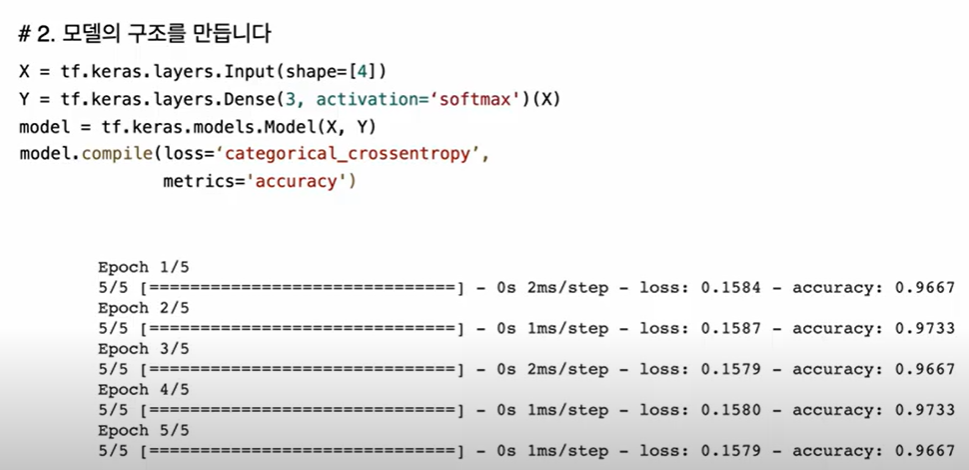 # 2. 모델의 구조를 만듭니다
X = tf.keras.layers.Input(shape=[4])
Y = tf.keras.layers.Dense(3, activation=‘softmax')(X)
model = tf.keras.models.Model(X, Y)
model.compile(loss=‘categorical_crossentropy’,
metrics='accuracy')
Epoch 1/5
5/5 [==============================] - 0s 2ms/step - loss: 0.1584 - accuracy: 0.9667
Epoch 2/5
5/5 [==============================] - 0s 1ms/step - loss: 0.1587 - accuracy: 0.9733
Epoch 3/5
5/5 [==============================] - 0s 2ms/step - loss: 0.1579 - accuracy: 0.9667
Epoch 4/5
5/5 [==============================] - 0s 1ms/step - loss: 0.1580 - accuracy: 0.9733
Epoch 5/5
5/5 [==============================] - 0s 1ms/step - loss: 0.1579 - accuracy: 0.9667